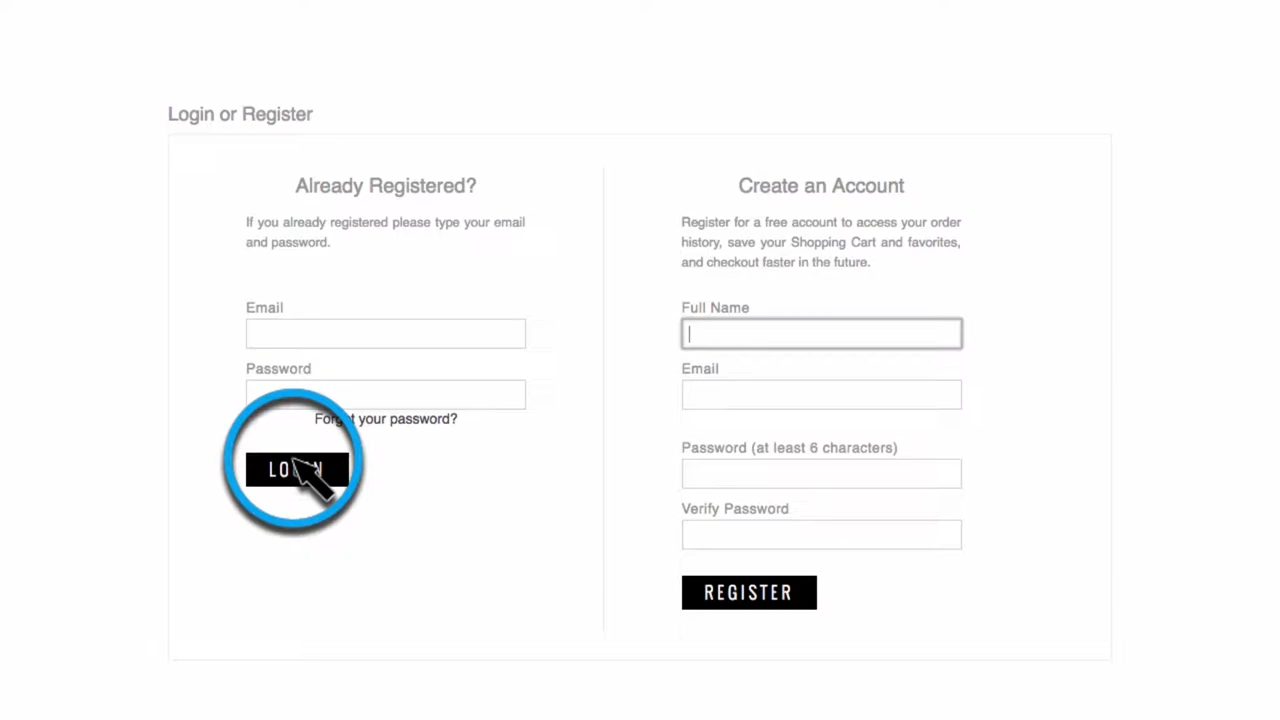 Login or Register
Already Registered?
If you already registered please type your email
and password.
Email
Password
Forgot your password?
LOGIN
Create an Account
Register for a free account to access your order
history, save your Shopping Cart and favorites,
and checkout faster in the future.
Full Name
Email
Password (at least 6 characters)
Verify Password
REGISTER